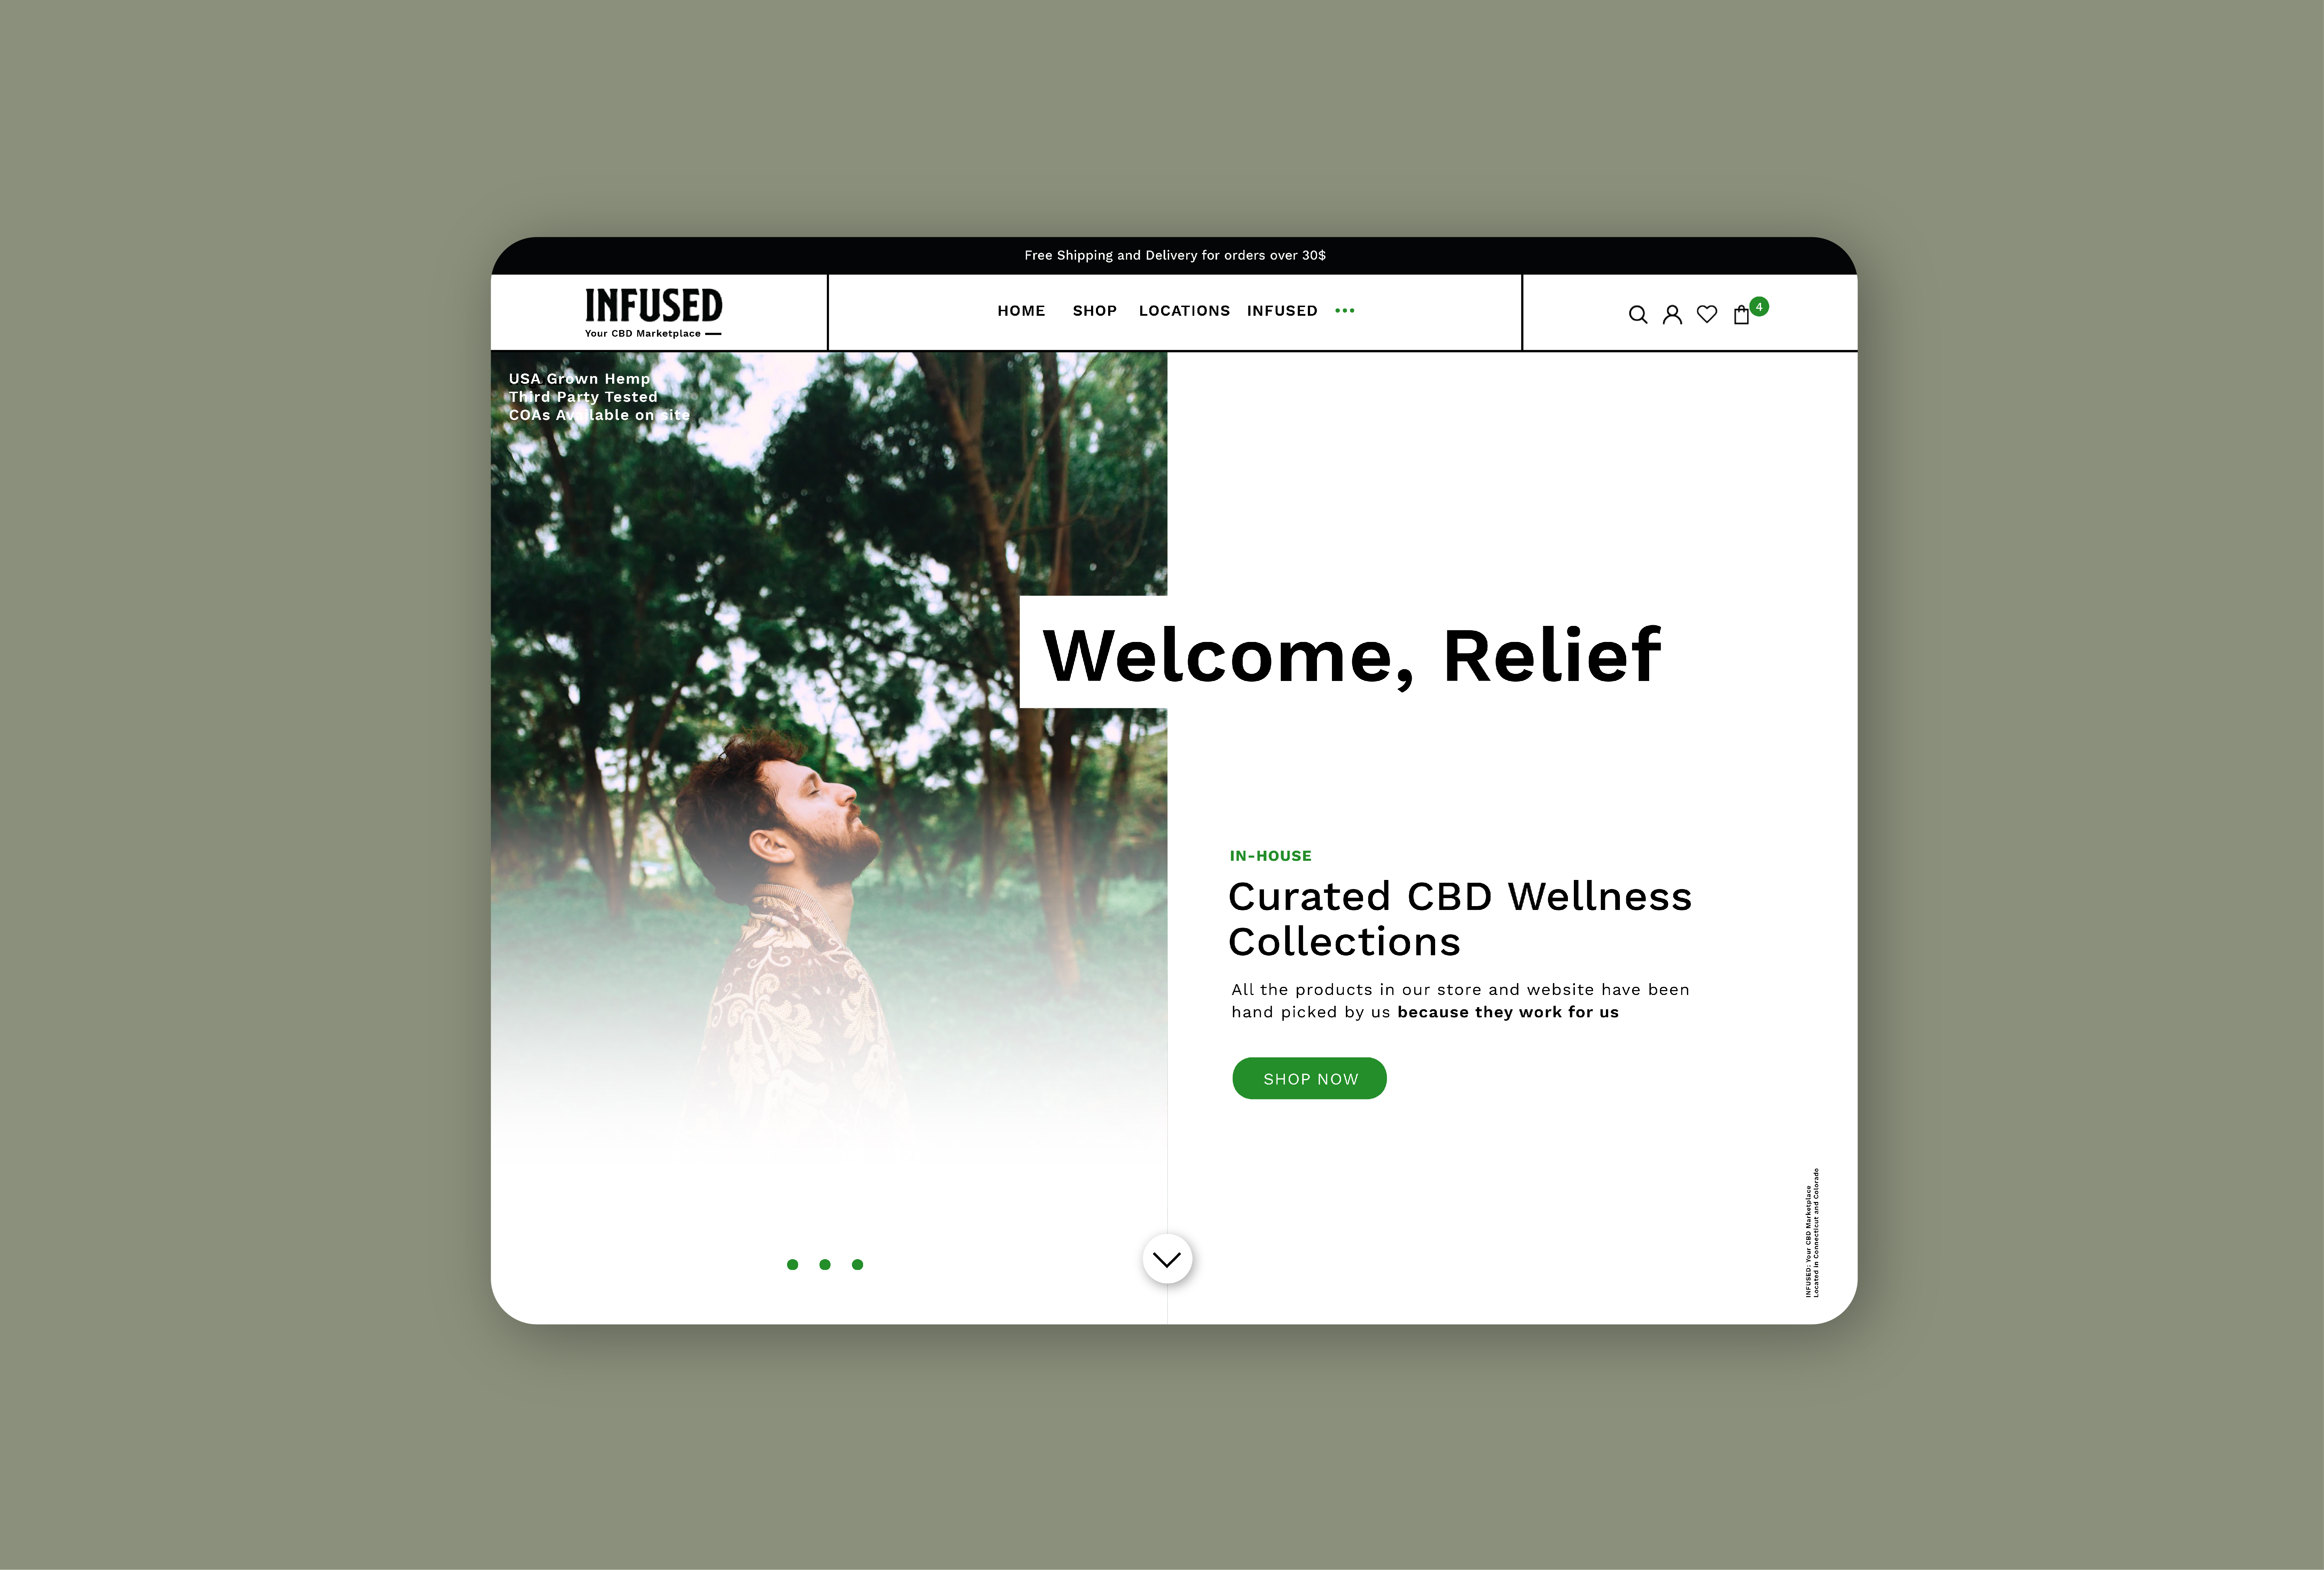 Free Shipping and Delivery for orders over 30$
INFUSED
Your CBD Marketplace
HOME SHOP LOCATIONS INFUSED
4
USA Grown Hemp
Third Party Tested
COAs Available on site
Welcome, Relief
IN-HOUSE
Curated CBD Wellness
Collections
All the products in our store and website have been
hand picked by us because they work for us
SHOP NOW
INFUSED: Your CBD Marketplace
Located in Connecticut and Colorado